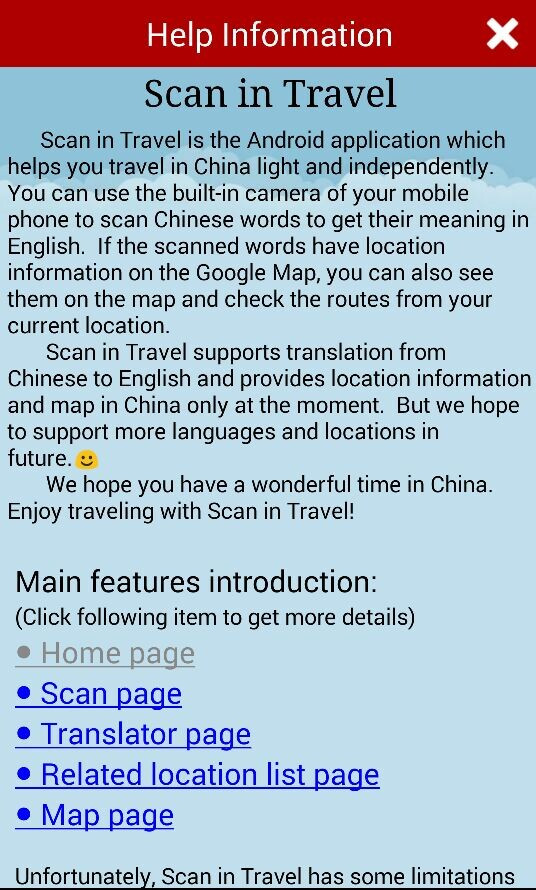 Help Information
Scan in Travel
Scan in Travel is the Android application which
helps you travel in China light and independently.
You can use the built-in camera of your mobile
phone to scan Chinese words to get their meaning in
English.  If the scanned words have location
information on the Google Map, you can also see
them on the map and check the routes from your
current location.
Scan in Travel supports translation from
Chinese to English and provides location information
and map in China only at the moment.  But we hope
to support more languages and locations in
future.🙂
We hope you have a wonderful time in China.
Enjoy traveling with Scan in Travel!
Main features introduction:
(Click following item to get more details)
• Home page
• Scan page
• Translator page
• Related location list page
• Map page
Unfortunately, Scan in Travel has some limitations